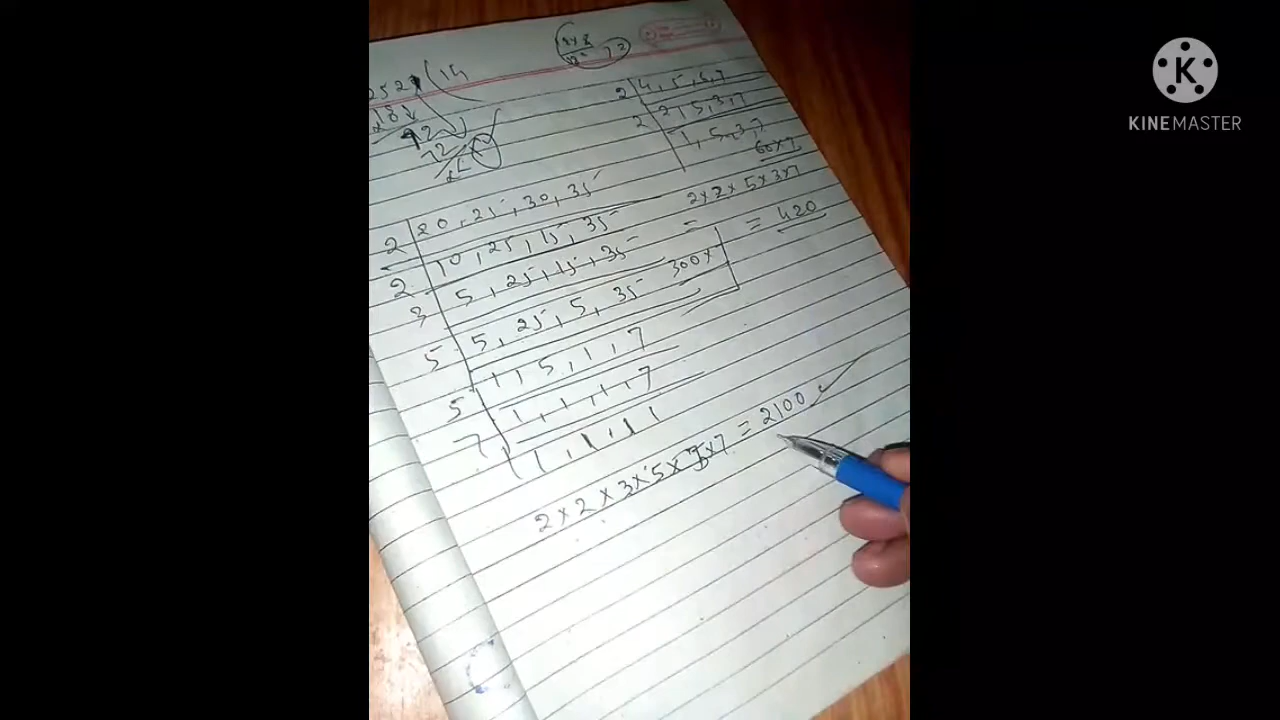 252
2 | 4, 5, 6, 7
2 | 2, 5, 3, 7
1, 5, 3, 7
60×7
2×2×5×3×7
= 420
2 | 20, 25, 30, 35
2 | 10, 25, 15, 35
3 | 5, 25, 15, 35
300×
5 | 5, 25, 5, 35
5 | 1, 5, 1, 7
7 | 1, 1, 1, 7
1, 1, 1, 1
2×2×3×5×5×7 = 2100 ✓
KINEMASTER